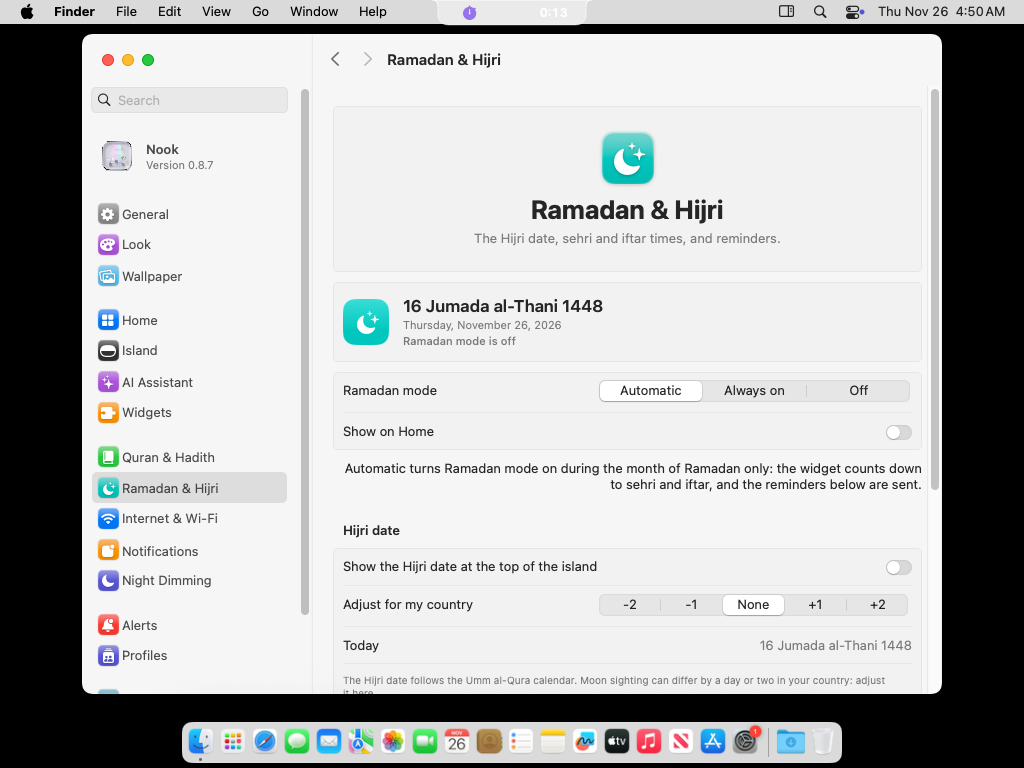 Finder File Edit View Go Window Help 0:13 Thu Nov 26 4:50 AM
Ramadan & Hijri
Search
Nook
Version 0.8.7
General
Look
Wallpaper
Home
Island
AI Assistant
Widgets
Quran & Hadith
Ramadan & Hijri
Internet & Wi-Fi
Notifications
Night Dimming
Alerts
Profiles
Ramadan & Hijri
The Hijri date, sehri and iftar times, and reminders.
16 Jumada al-Thani 1448
Thursday, November 26, 2026
Ramadan mode is off
Ramadan mode Automatic Always on Off
Show on Home
Automatic turns Ramadan mode on during the month of Ramadan only: the widget counts down
to sehri and iftar, and the reminders below are sent.
Hijri date
Show the Hijri date at the top of the island
Adjust for my country -2 -1 None +1 +2
Today 16 Jumada al-Thani 1448
The Hijri date follows the Umm al-Qura calendar. Moon sighting can differ by a day or two in your country: adjust
it here
NOV
26
tv
1